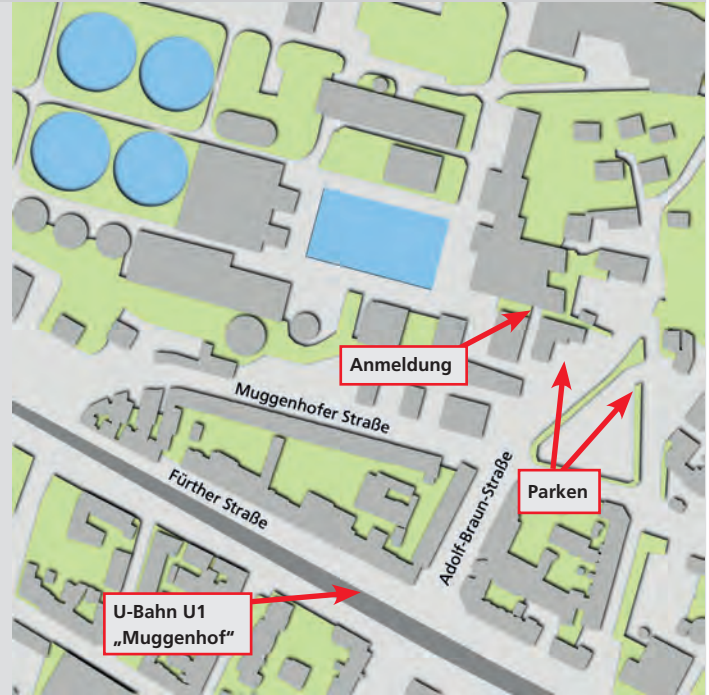 Anmeldung
Muggenhofer Straße
Parken
Fürther Straße
Adolf-Braun-Straße
U-Bahn U1
„Muggenhof“